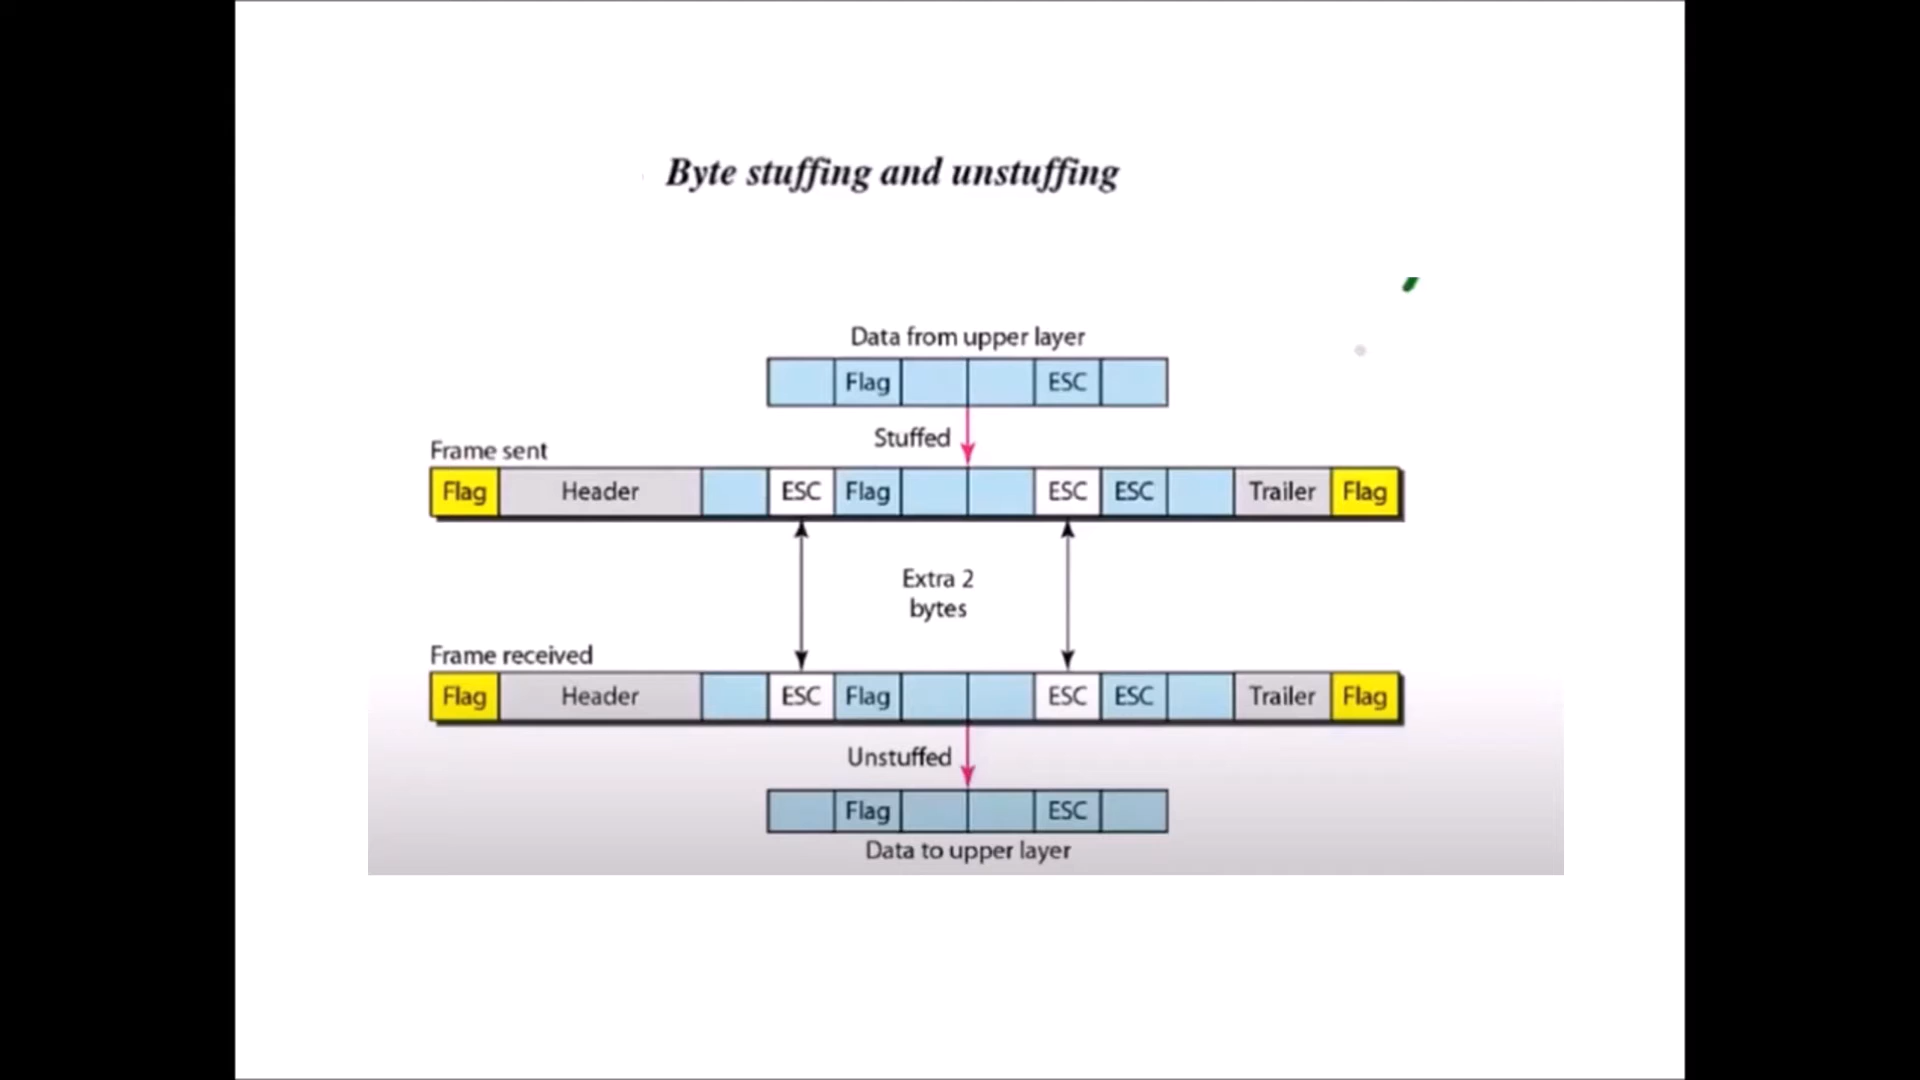 Byte stuffing and unstuffing
Data from upper layer
Flag ESC
Stuffed
Frame sent
Flag Header ESC Flag ESC ESC Trailer Flag
Extra 2
bytes
Frame received
Flag Header ESC Flag ESC ESC Trailer Flag
Unstuffed
Flag ESC
Data to upper layer